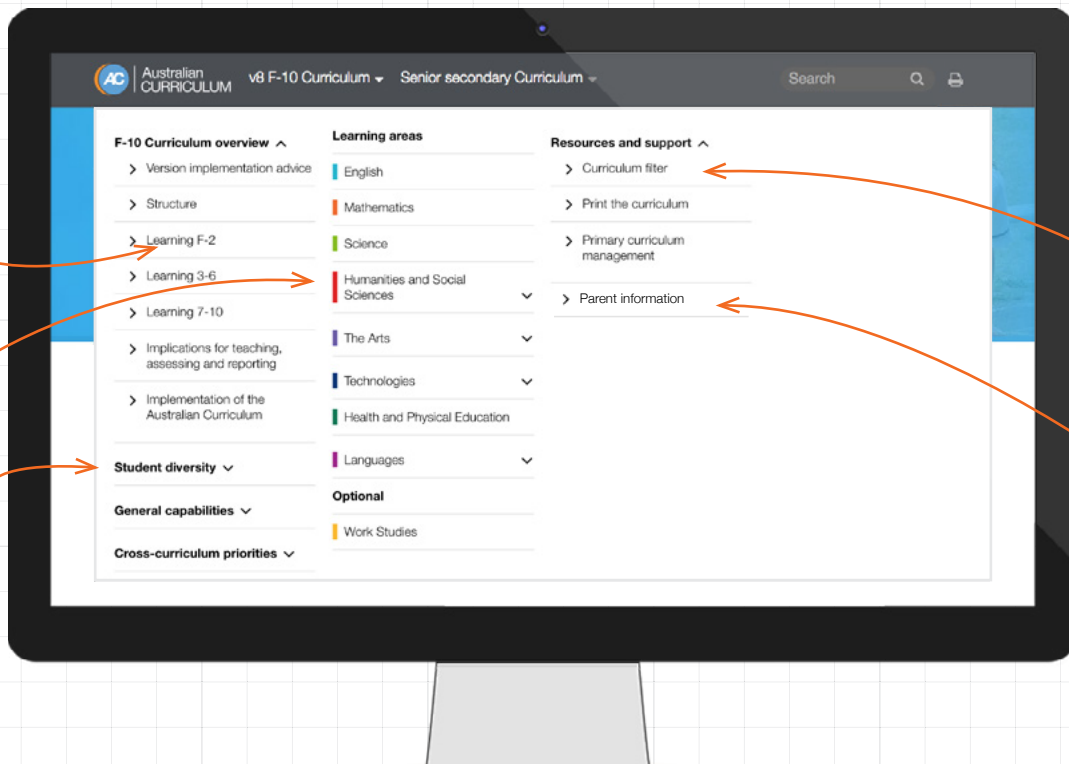 AC
Australian
CURRICULUM
v8 F-10 Curriculum
Senior secondary Curriculum
Search
F-10 Curriculum overview
Version implementation advice
Structure
Learning F-2
Learning 3-6
Learning 7-10
Implications for teaching,
assessing and reporting
Implementation of the
Australian Curriculum
Student diversity
General capabilities
Cross-curriculum priorities
Learning areas
English
Mathematics
Science
Humanities and Social
Sciences
The Arts
Technologies
Health and Physical Education
Languages
Optional
Work Studies
Resources and support
Curriculum filter
Print the curriculum
Primary curriculum
management
Parent information